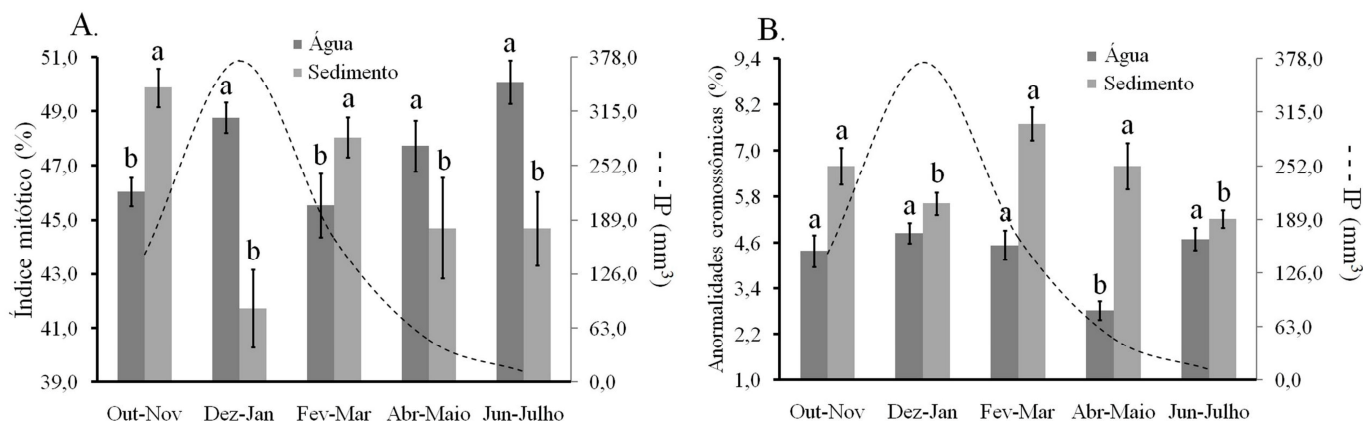 A.
Índice mitótico (%)
51,0
49,0
47,0
45,0
43,0
41,0
39,0
Água
Sedimento
b a
a b
b a
a b
a b
378,0
315,0
252,0
189,0
126,0
63,0
0,0
--- IP (mm³)
Out-Nov Dez-Jan Fev-Mar Abr-Maio Jun-Julho
B.
Anormalidades cromossômicas (%)
9,4
8,2
7,0
5,8
4,6
3,4
2,2
1,0
Água
Sedimento
a a
a b
a a
b a
a b
378,0
315,0
252,0
189,0
126,0
63,0
0,0
--- IP (mm³)
Out-Nov Dez-Jan Fev-Mar Abr-Maio Jun-Julho